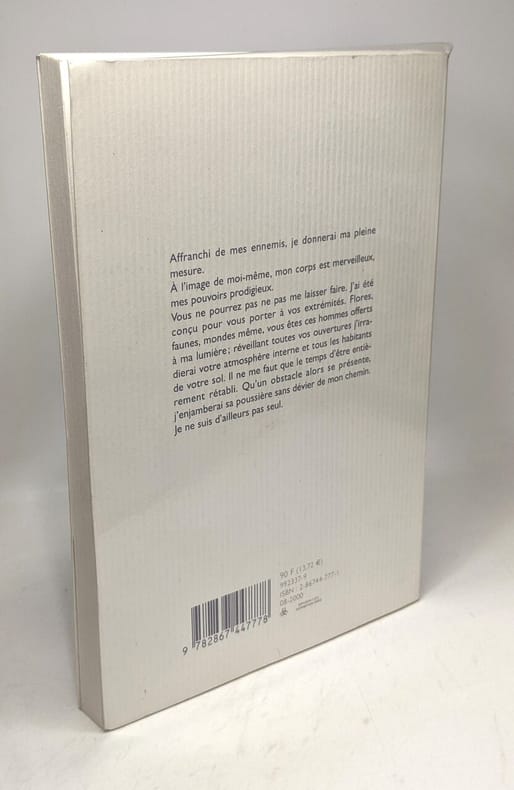 Affranchi de mes ennemis, je donnerai ma pleine
mesure.
À l'image de moi-même, mon corps est merveilleux,
mes pouvoirs prodigieux.
Vous ne pourrez pas ne pas me laisser faire. J'ai été
conçu pour vous porter à vos extrémités. Flores,
faunes, mondes même, vous êtes ces hommes offerts
à ma lumière ; réveillant toutes vos ouvertures j'irra-
dierai votre atmosphère interne et tous les habitants
de votre sol. Il ne me faut que le temps d'être entiè-
rement rétabli. Qu'un obstacle alors se présente,
j'enjamberai sa poussière sans dévier de mon chemin.
Je ne suis d'ailleurs pas seul.
90 F (13,72 €)
992337-9
ISBN : 2-86744-777-1
08-2000
9 782867 447778